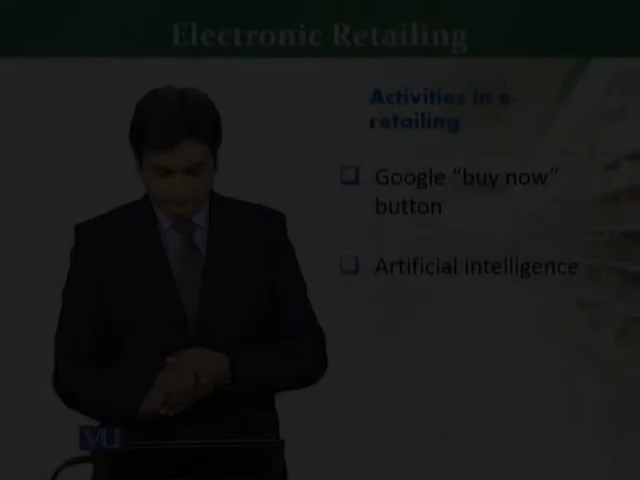 Electronic Retailing
Activities in e-
retailing
Google “buy now”
button
Artificial intelligence
VU